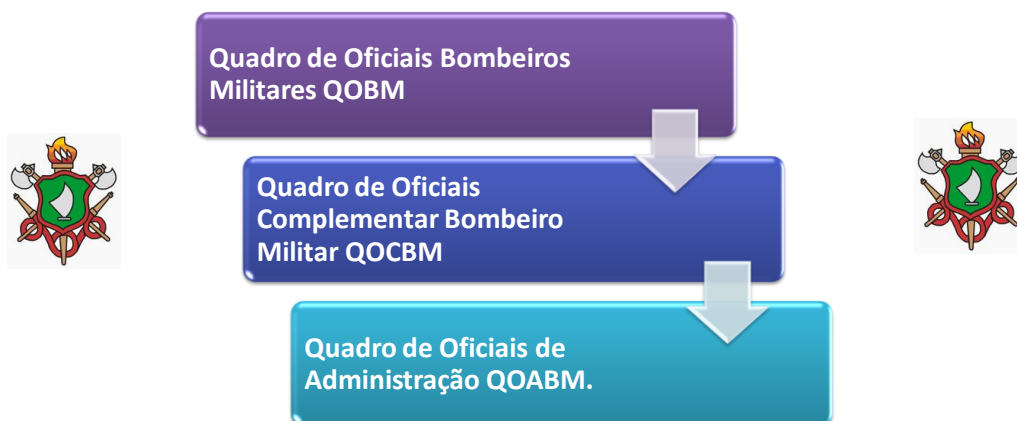 Quadro de Oficiais Bombeiros
Militares QOBM
Quadro de Oficiais
Complementar Bombeiro
Militar QOCBM
Quadro de Oficiais de
Administração QOABM.